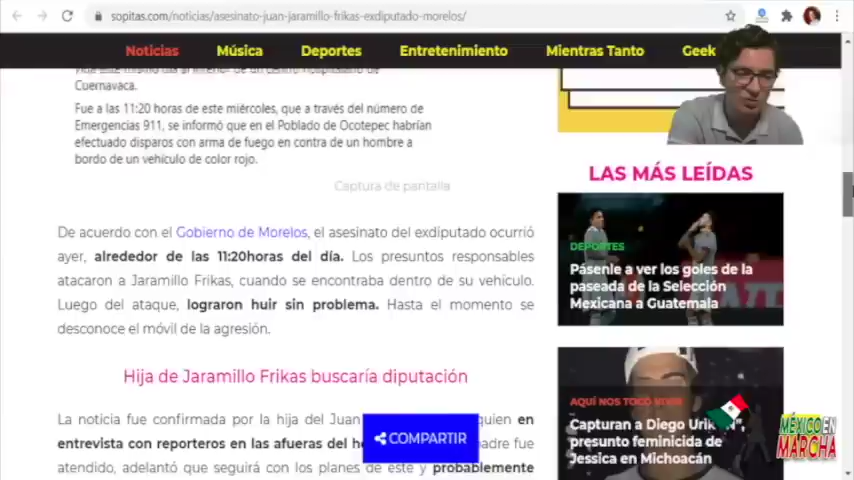 sopitas.com/noticias/asesinato-juan-jaramillo-frikas-exdiputado-morelos/
Noticias Música Deportes Entretenimiento Mientras Tanto Geek
Cuernavaca.
Fue a las 11:20 horas de este miércoles, que a través del número de
Emergencias 911, se informó que en el Poblado de Ocotepec habrían
efectuado disparos con arma de fuego en contra de un hombre a
bordo de un vehículo de color rojo.
Captura de pantalla
De acuerdo con el Gobierno de Morelos, el asesinato del exdiputado ocurrió
ayer, alrededor de las 11:20horas del día. Los presuntos responsables
atacaron a Jaramillo Frikas, cuando se encontraba dentro de su vehículo.
Luego del ataque, lograron huir sin problema. Hasta el momento se
desconoce el móvil de la agresión.
Hija de Jaramillo Frikas buscaría diputación
La noticia fue confirmada por la hija del Juan quien en
entrevista con reporteros en las afueras del padre fue
atendido, adelantó que seguirá con los planes de éste y probablemente
COMPARTIR
LAS MÁS LEÍDAS
DEPORTES
Pásenle a ver los goles de la
paseada de la Selección
Mexicana a Guatemala
AQUÍ NOS TOCÓ VIVIR
Capturan a Diego Urik
presunto feminicida de
Jessica en Michoacán
MÉXICO EN
MARCHA